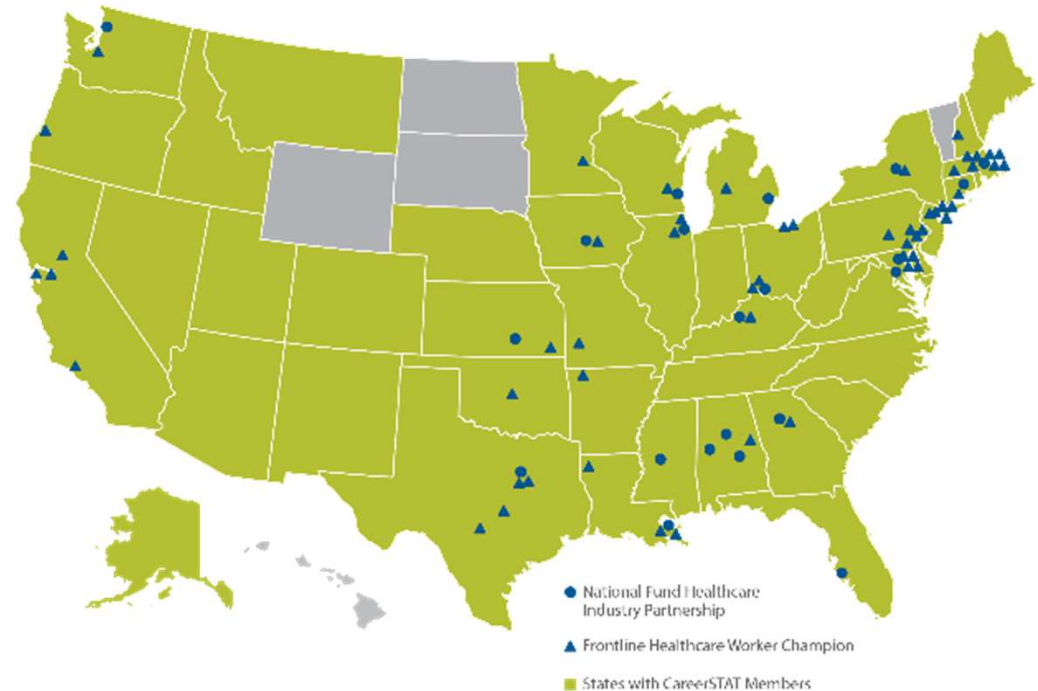 National Fund Healthcare
Industry Partnership
Frontline Healthcare Worker Champion
States with CareerSTAT Members